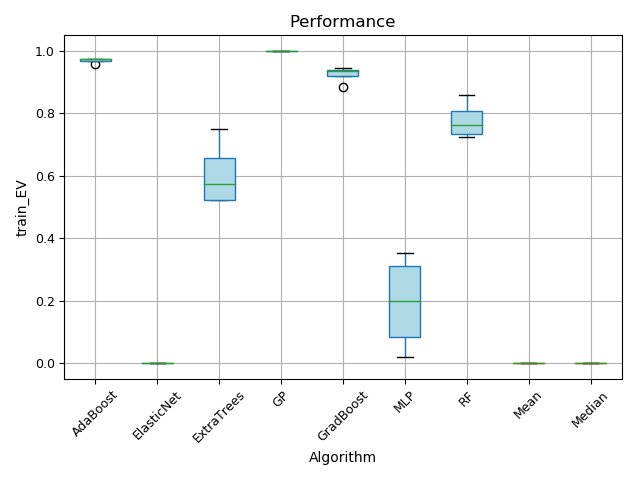 Performance
train_EV
1.0
0.8
0.6
0.4
0.2
0.0
AdaBoost
ElasticNet
ExtraTrees
GP
GradBoost
MLP
RF
Mean
Median
Algorithm